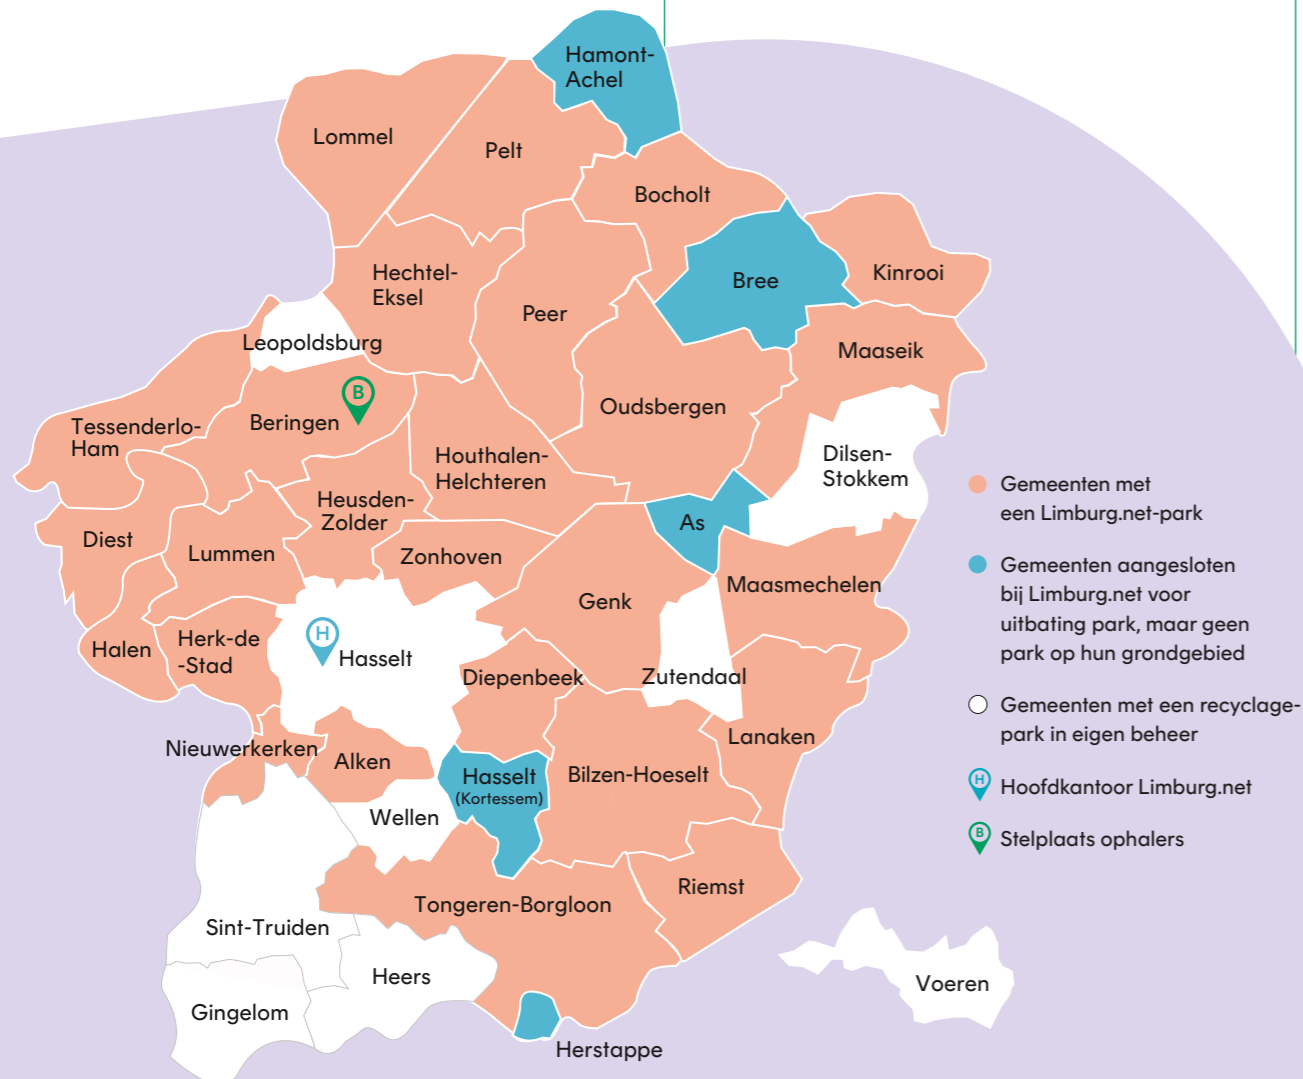 Hamont-
Achel
Lommel
Pelt
Bocholt
Hechtel-
Eksel
Bree
Kinrooi
Peer
Leopoldsburg
Maaseik
B
Beringen
Oudsbergen
Tessenderlo-
Ham
Houthalen-
Helchteren
Dilsen-
Stokkem
Heusden-
Zolder
As
Diest
Lummen
Zonhoven
Maasmechelen
Genk
Halen
Herk-de
-Stad
H
Hasselt
Diepenbeek
Zutendaal
Lanaken
Nieuwerkerken
Alken
Hasselt
(Kortessem)
Bilzen-Hoeselt
Wellen
Riemst
Tongeren-Borgloon
Sint-Truiden
Heers
Voeren
Gingelom
Herstappe
Gemeenten met
een Limburg.net-park
Gemeenten aangesloten
bij Limburg.net voor
uitbating park, maar geen
park op hun grondgebied
Gemeenten met een recyclage-
park in eigen beheer
H
Hoofdkantoor Limburg.net
B
Stelplaats ophalers